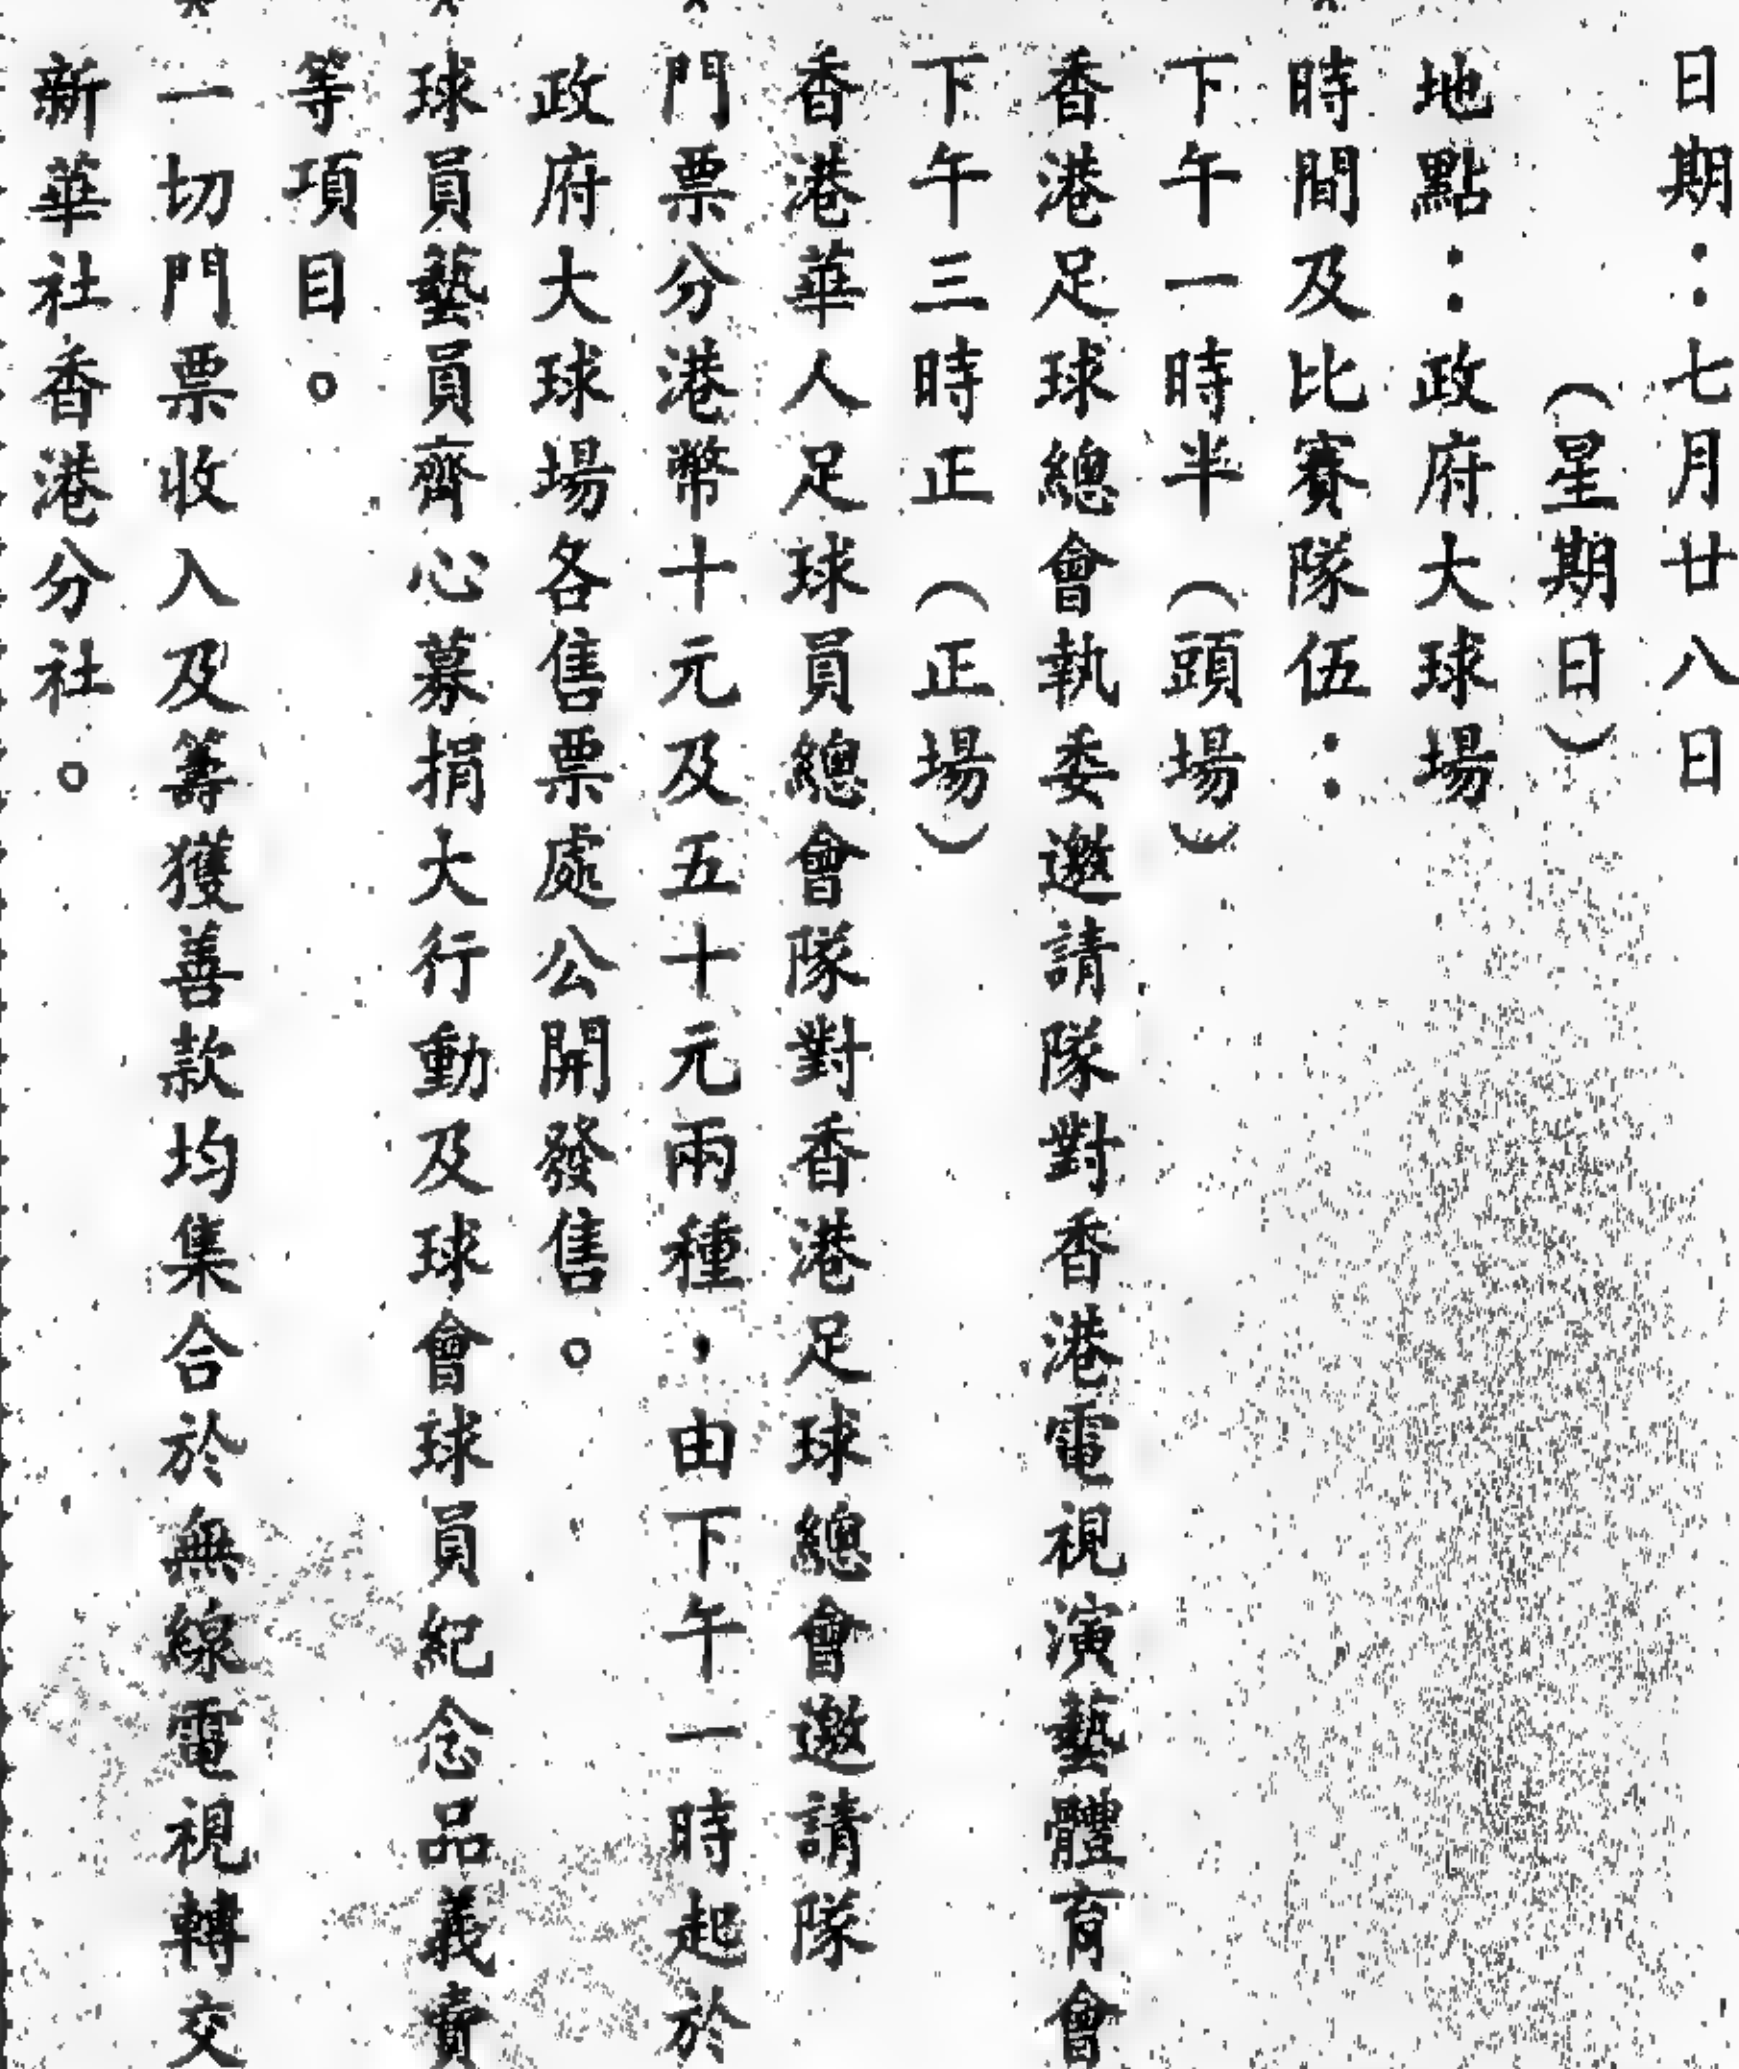 日期：七月廿八日
（星期日）
地點：政府大球場
時間及比賽隊伍：
下午一時半（頭場）
香港足球總會執委邀請隊對香港電視演藝體育會
下午三時正（正場）
香港華人足球員總會隊對香港足球總會邀請隊
門票分港幣十元及五十元兩種，由下午一時起於
政府大球場各售票處公開發售。
球員藝員齊心募捐大行動及球會球員紀念品義賣
等項目。
一切門票收入及籌獲善款均集合於無線電視轉交
新華社香港分社。